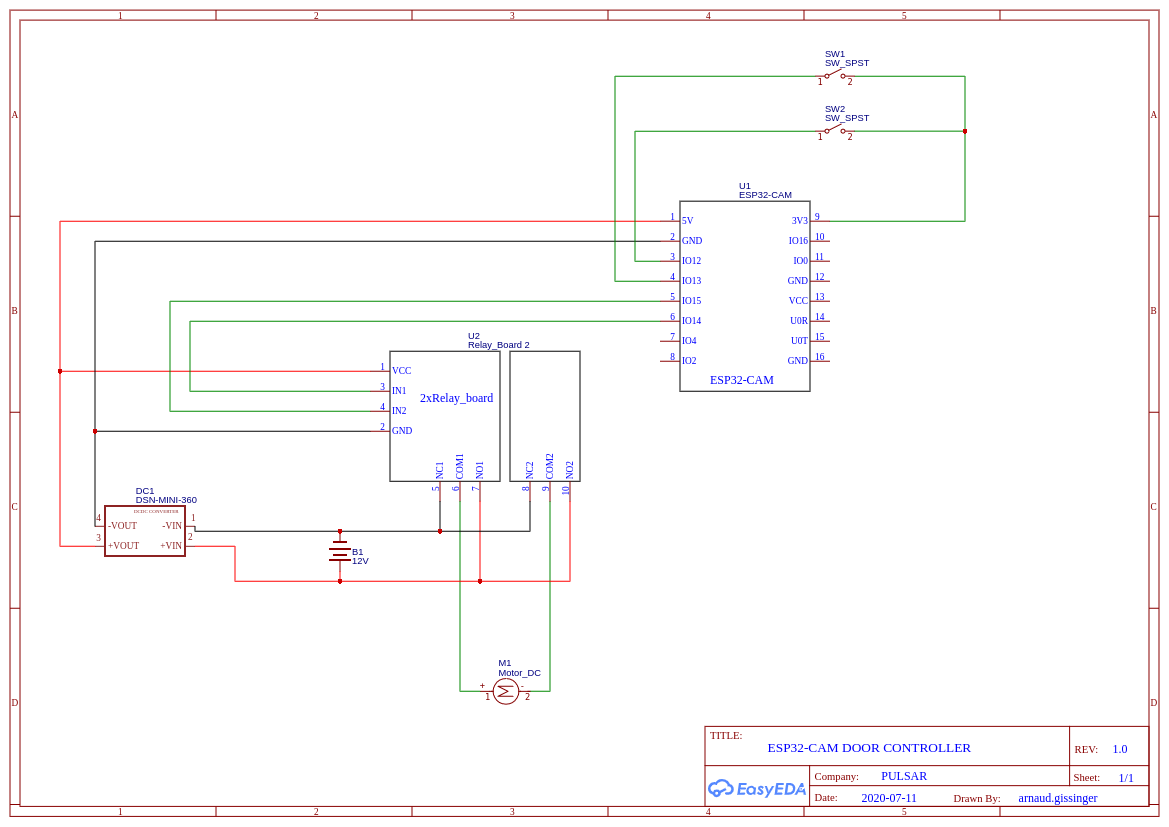 1 2 3 4 5
A A
B B
C C
D D
SW1
SW_SPST
1 2
SW2
SW_SPST
1 2
U1
ESP32-CAM
1 5V 3V3 9
2 GND IO16 10
3 IO12 IO0 11
4 IO13 GND 12
5 IO15 VCC 13
6 IO14 U0R 14
7 IO4 U0T 15
8 IO2 GND 16
ESP32-CAM
U2
Relay_Board 2
1 VCC
3 IN1
4 IN2
2 GND
2xRelay_board
NC1 COM1 NO1 NC2 COM2 NO2
5 6 7 8 9 10
DC1
DSN-MINI-360
DCDC CONVERTER
4 -VOUT -VIN 1
3 +VOUT +VIN 2
B1
12V
M1
Motor_DC
+ -
1 2
TITLE:
ESP32-CAM DOOR CONTROLLER
REV: 1.0
EasyEDA
Company: PULSAR
Sheet: 1/1
Date: 2020-07-11
Drawn By: arnaud.gissinger
1 2 3 4 5